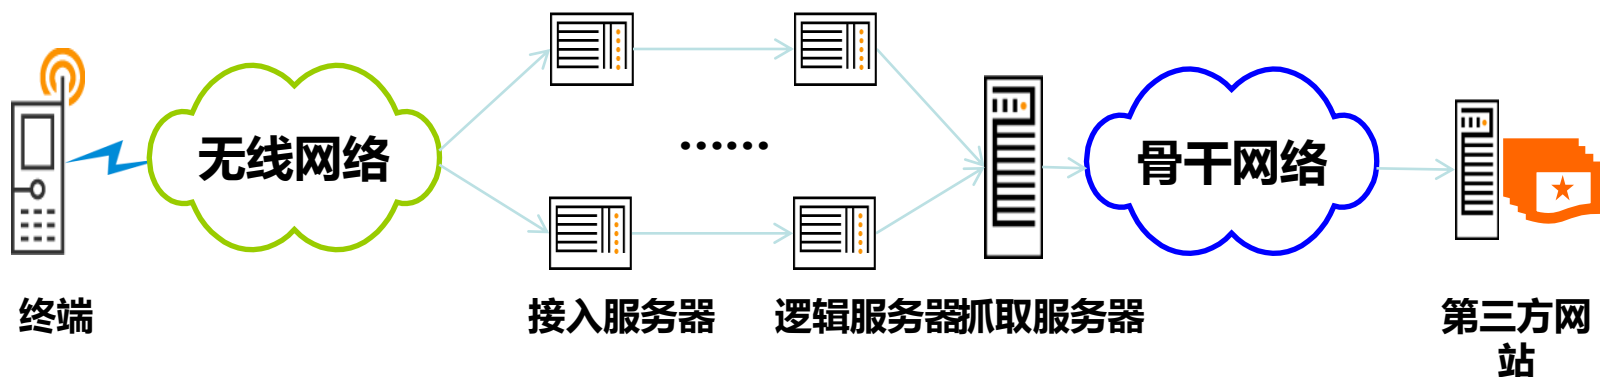 无线网络
......
骨干网络
终端
接入服务器
逻辑服务器
抓取服务器
第三方网
站